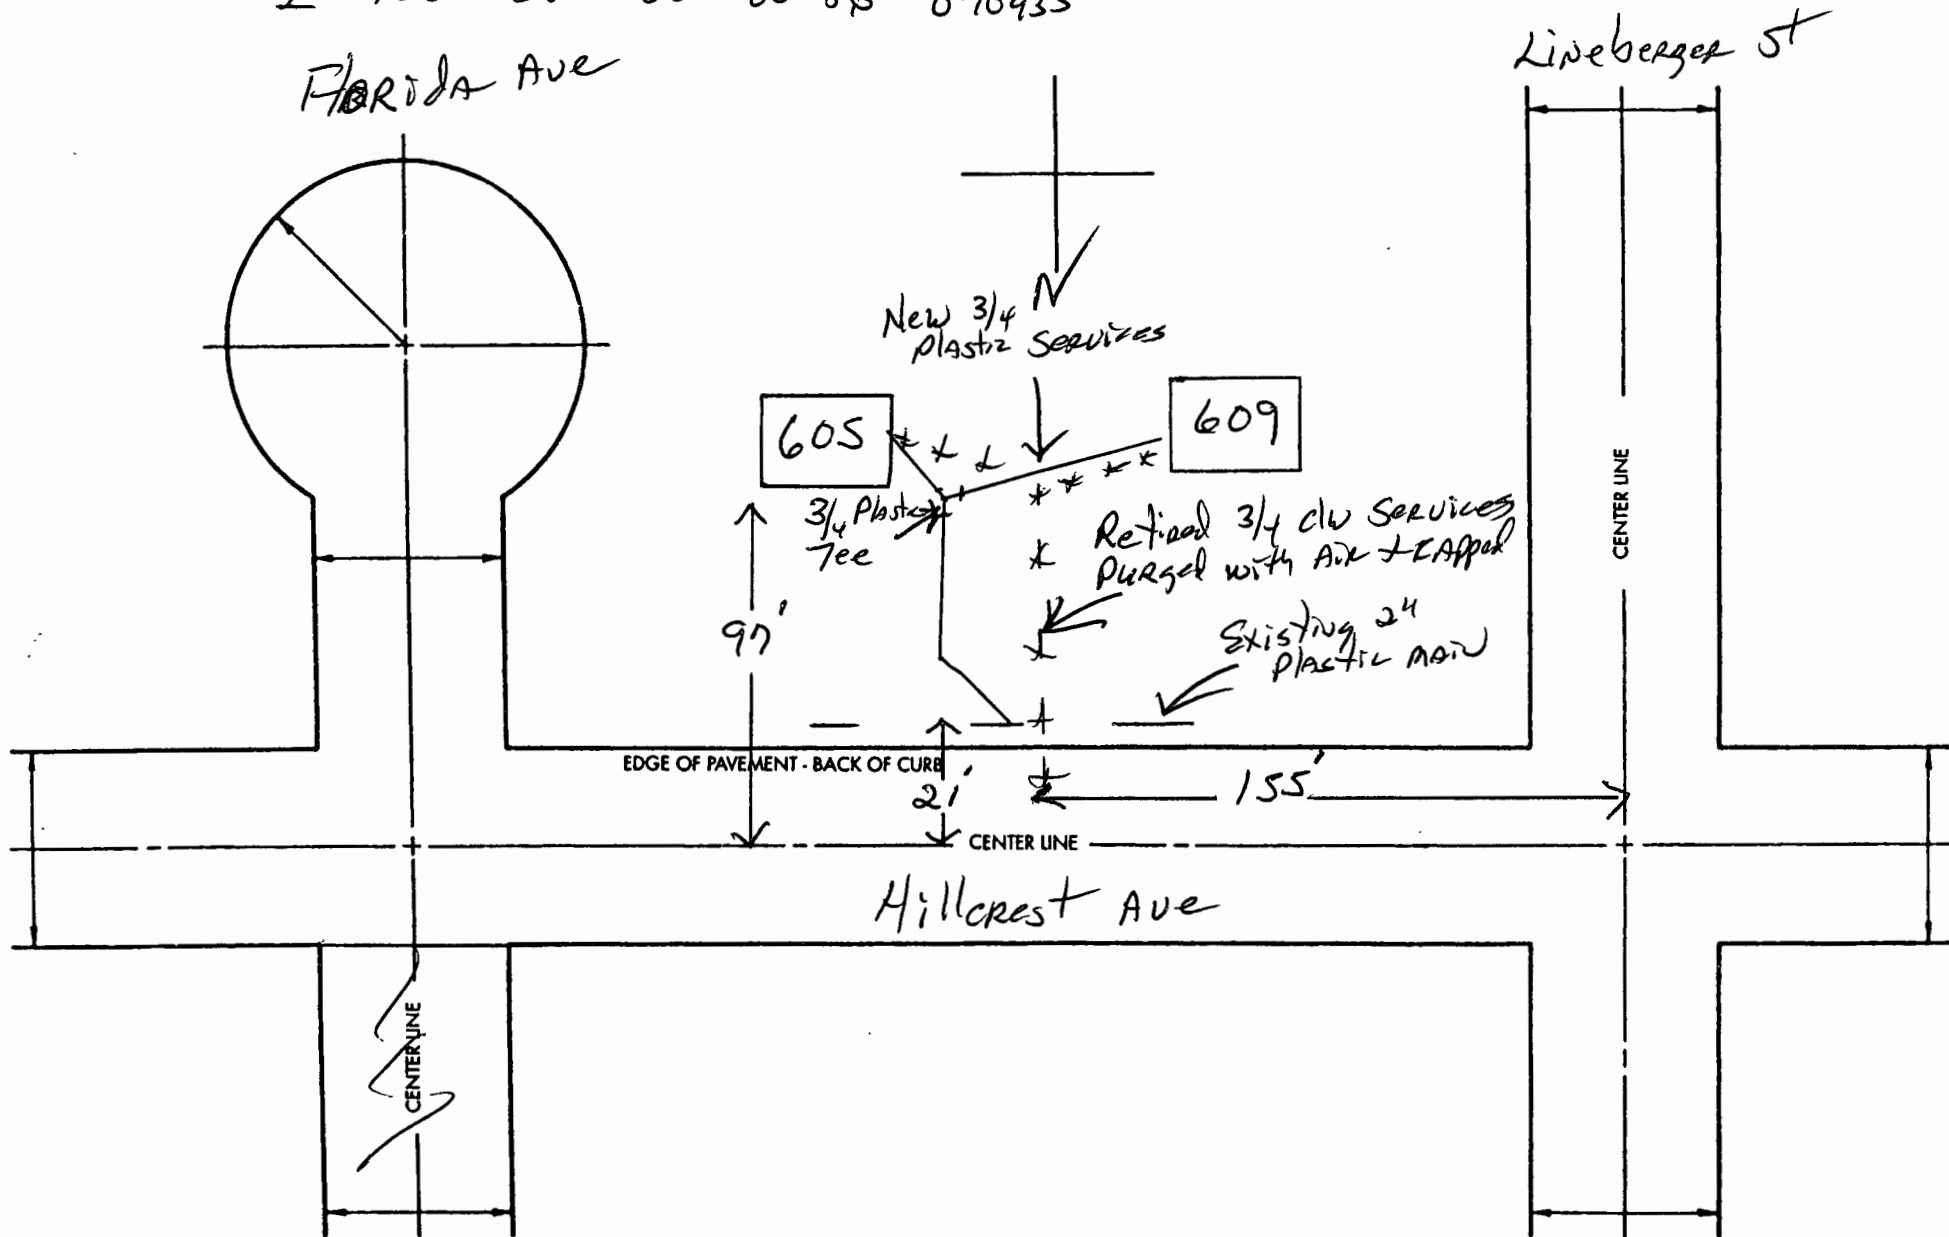 Florida Ave
Lineberger St
N
New 3/4
Plastic Services
605
609
3/4 Plastic
Tee
Retired 3/4 c/w Services
Purged with Air + Capped
97'
Existing 2"
Plastic Main
CENTER LINE
EDGE OF PAVEMENT - BACK OF CURB
21'
155'
CENTER LINE
Hillcrest Ave
CENTER LINE